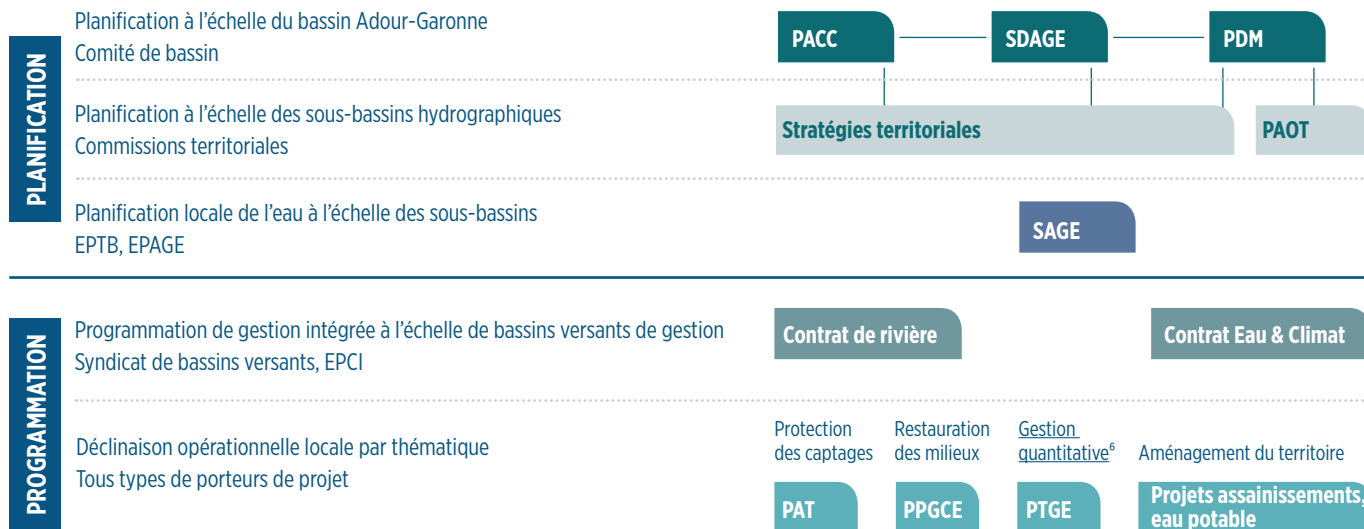 PLANIFICATION
Planification à l'échelle du bassin Adour-Garonne
Comité de bassin
PACC
SDAGE
PDM
Planification à l'échelle des sous-bassins hydrographiques
Commissions territoriales
Stratégies territoriales
PAOT
Planification locale de l'eau à l'échelle des sous-bassins
EPTB, EPAGE
SAGE
PROGRAMMATION
Programmation de gestion intégrée à l'échelle de bassins versants de gestion
Syndicat de bassins versants, EPCI
Contrat de rivière
Contrat Eau & Climat
Déclinaison opérationnelle locale par thématique
Tous types de porteurs de projet
Protection
des captages
PAT
Restauration
des milieux
PPGCE
Gestion
quantitative⁶
PTGE
Aménagement du territoire
Projets assainissements,
eau potable